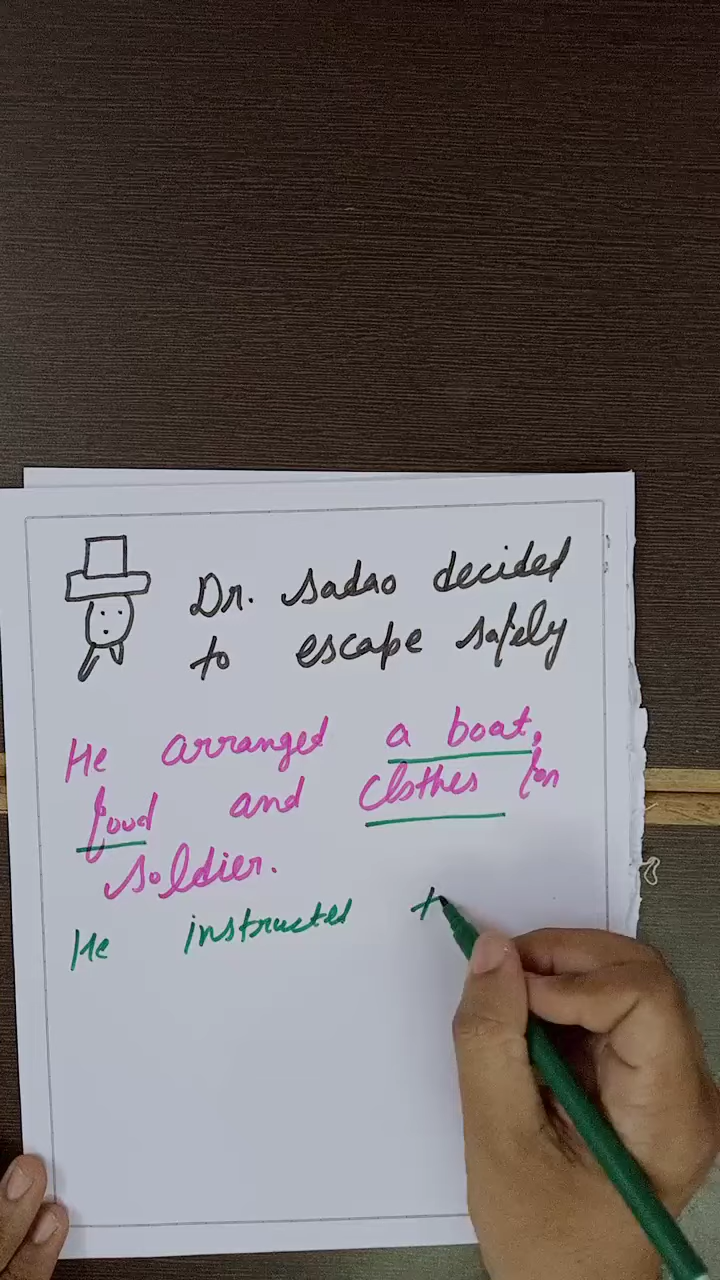 Dr. Sadao decided
to escape safely
He arranged a boat,
food and clothes for
soldier.
He instructed t